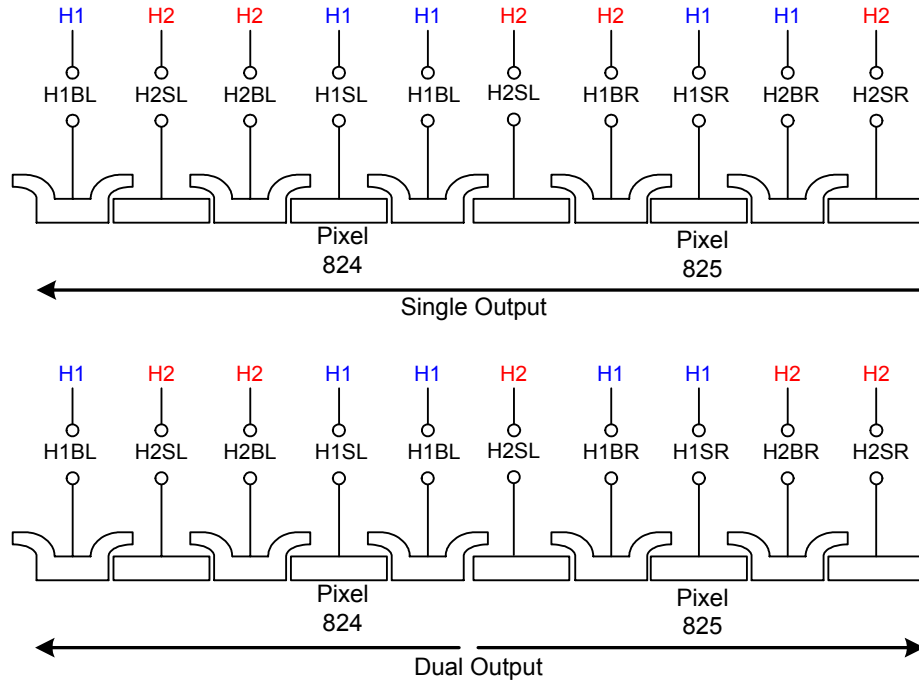 H1 H2 H2 H1 H1 H2 H2 H1 H1 H2
H1BL H2SL H2BL H1SL H1BL H2SL H1BR H1SR H2BR H2SR
Pixel 824
Pixel 825
Single Output
H1 H2 H2 H1 H1 H2 H1 H1 H2 H2
H1BL H2SL H2BL H1SL H1BL H2SL H1BR H1SR H2BR H2SR
Pixel 824
Pixel 825
Dual Output